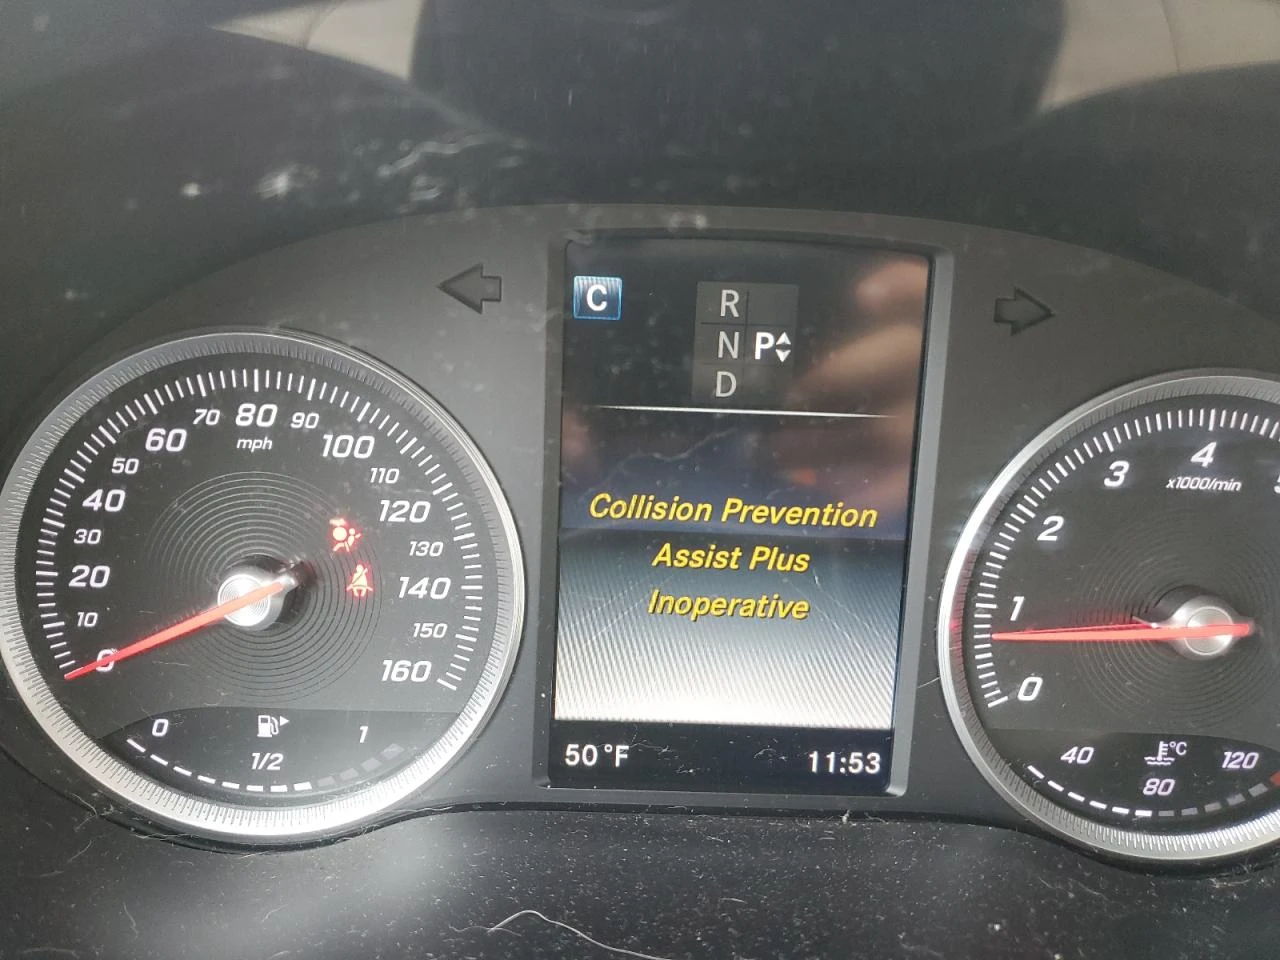 C
R
N P
D
Collision Prevention
Assist Plus
Inoperative
50°F 11:53
0 10 20 30 40 50 60 70 80 90 100 110 120 130 140 150 160
mph
0 1/2 1
0 1 2 3 4
x1000/min
40 80 120
°C